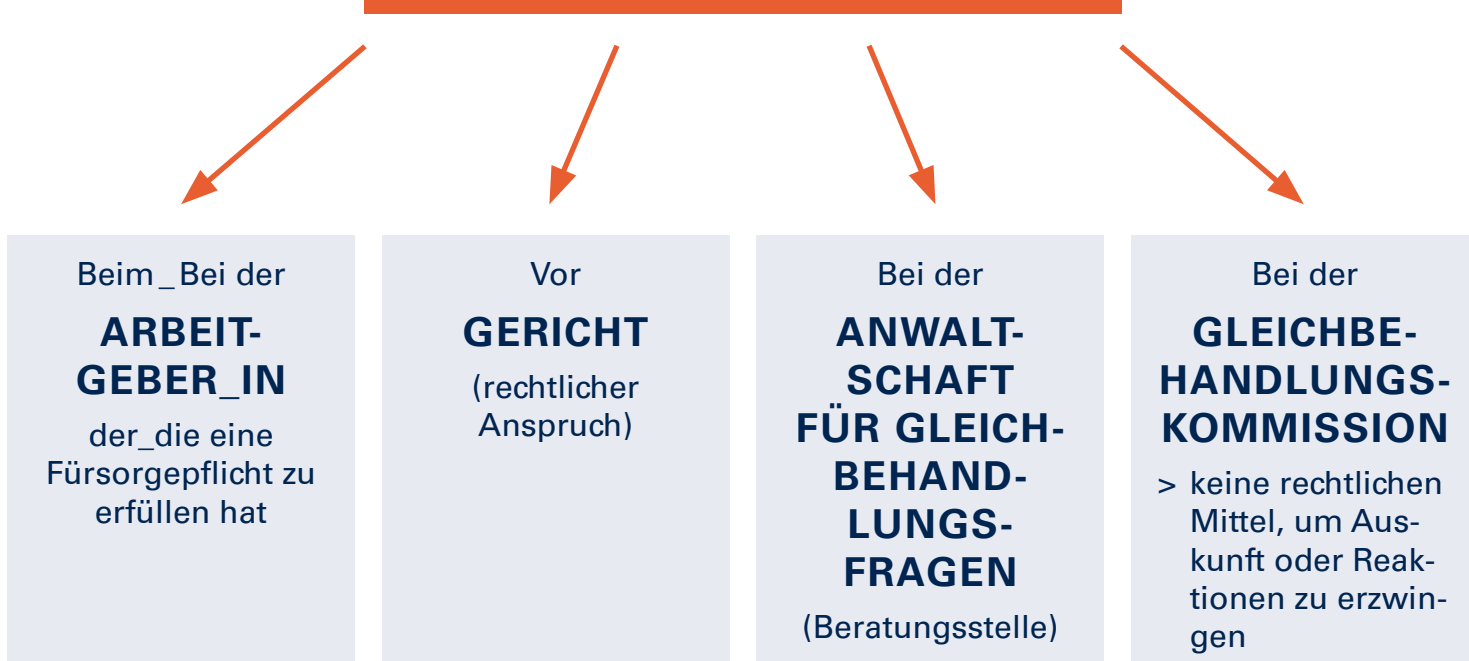 Beim_Bei der
ARBEIT-
GEBER_IN
der_die eine
Fürsorgepflicht zu
erfüllen hat
Vor
GERICHT
(rechtlicher
Anspruch)
Bei der
ANWALT-
SCHAFT
FÜR GLEICH-
BEHAND-
LUNGS-
FRAGEN
(Beratungsstelle)
Bei der
GLEICHBE-
HANDLUNGS-
KOMMISSION
> keine rechtlichen
Mittel, um Aus-
kunft oder Reak-
tionen zu erzwin-
gen